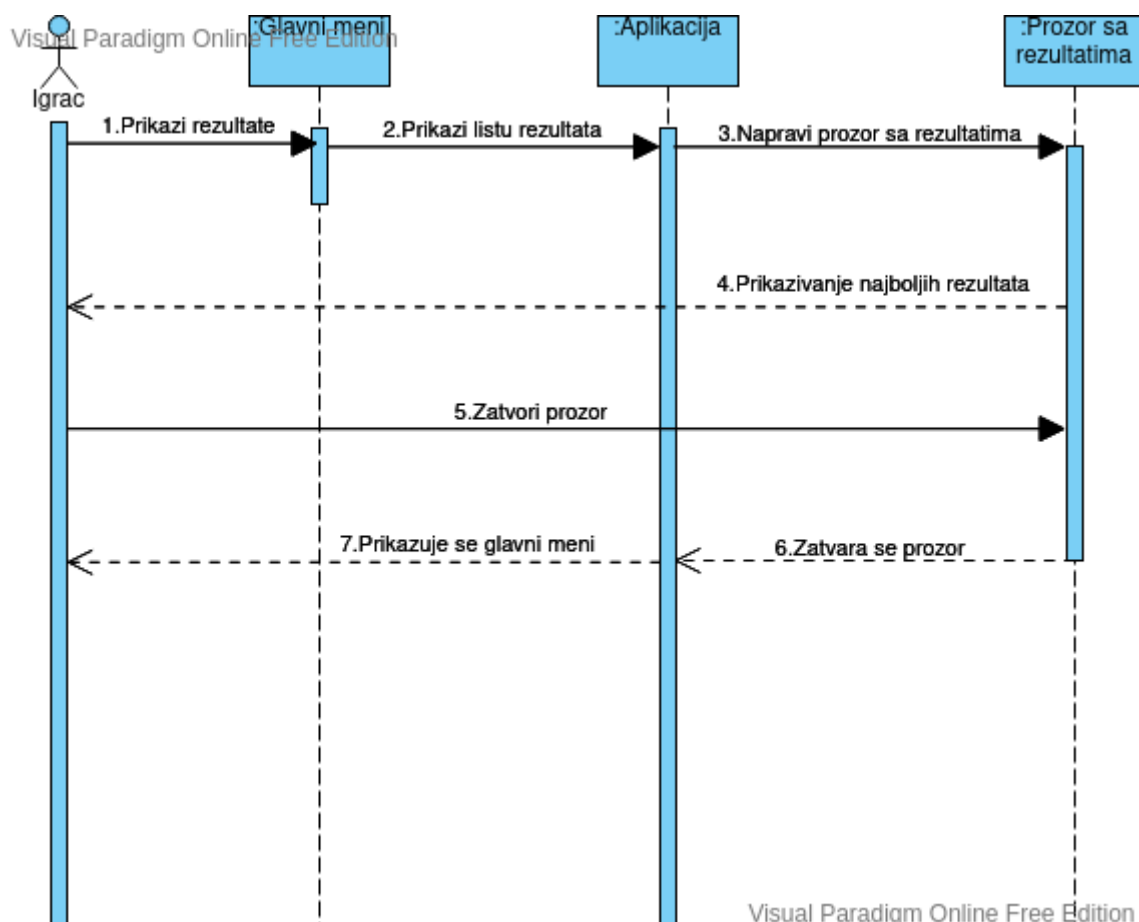 Visual Paradigm Online Free Edition
:Glavni meni
:Aplikacija
:Prozor sa
rezultatima
Igrac
1.Prikazi rezultate
2.Prikazi listu rezultata
3.Napravi prozor sa rezultatima
4.Prikazivanje najboljih rezultata
5.Zatvori prozor
7.Prikazuje se glavni meni
6.Zatvara se prozor
Visual Paradigm Online Free Edition